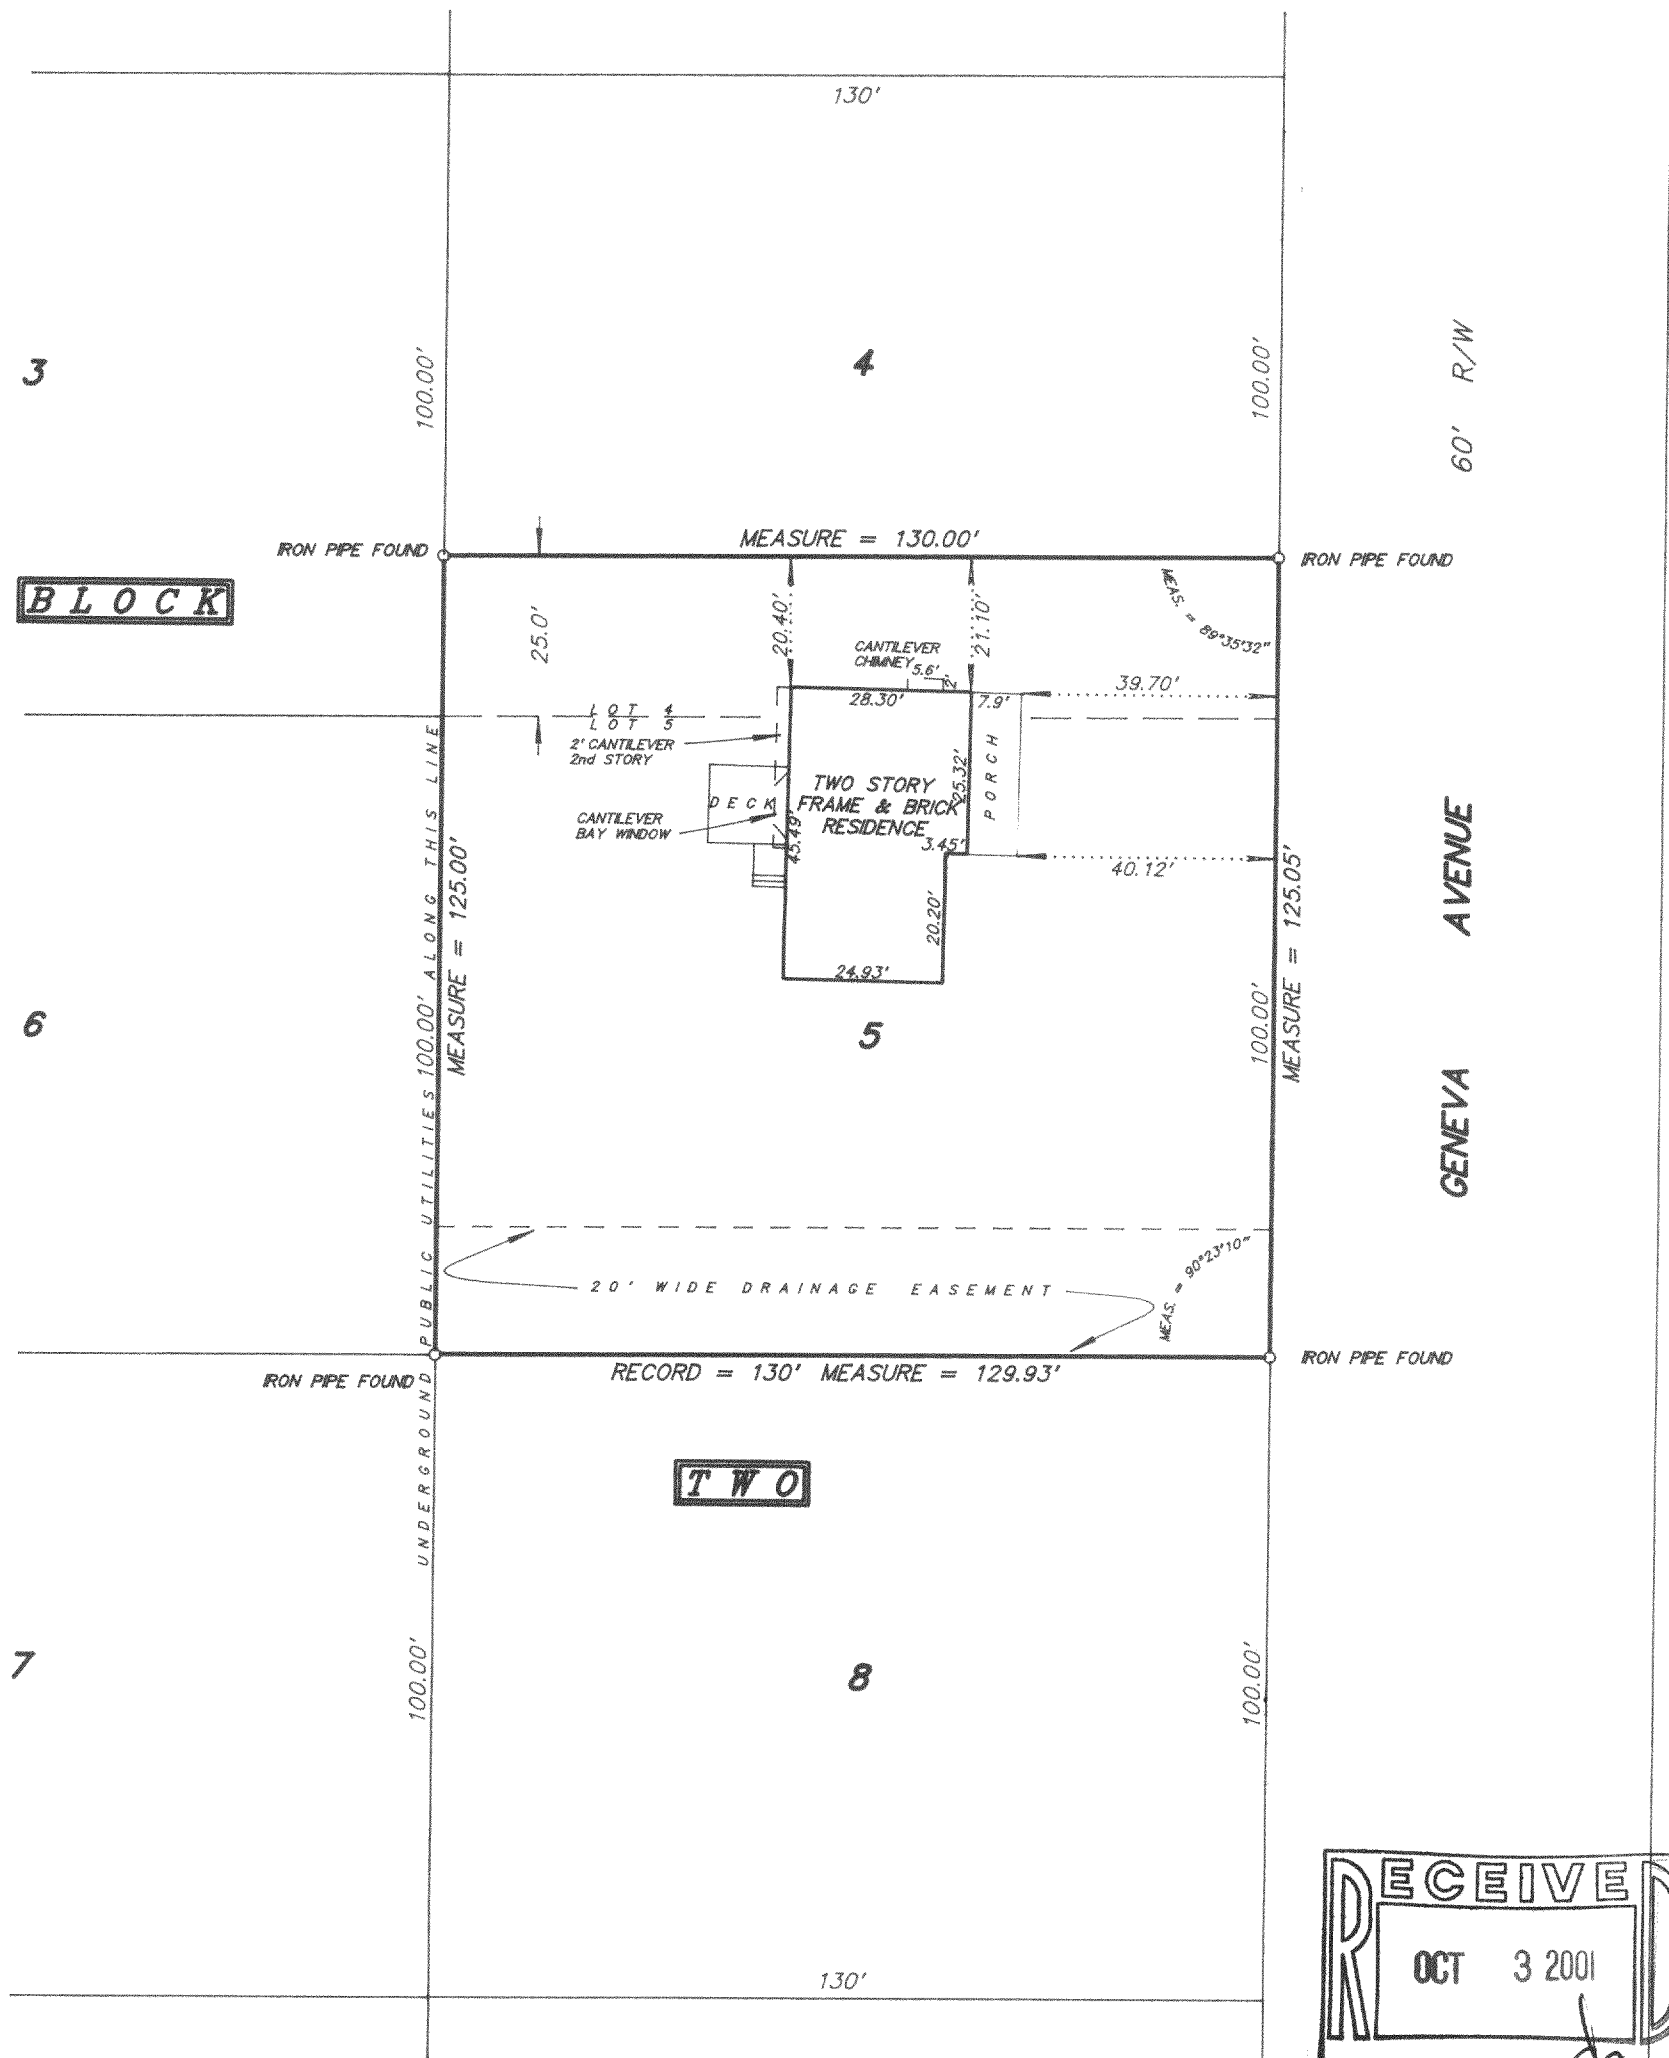 130'
3
4
100.00'
100.00'
60' R/W
MEASURE = 130.00'
IRON PIPE FOUND
IRON PIPE FOUND
BLOCK
25.0'
20.40'
21.10'
MEAS. = 89°35'32"
CANTILEVER
CHIMNEY
5.6'
2'
28.30'
7.9'
39.70'
LOT 4
LOT 5
2' CANTILEVER
2nd STORY
DECK
CANTILEVER
BAY WINDOW
TWO STORY
FRAME & BRICK
RESIDENCE
25.32'
PORCH
45.49'
3.45'
40.12'
20.20'
24.93'
MEASURE = 125.00'
MEASURE = 125.05'
100.00'
GENEVA AVENUE
6
5
UNDERGROUND PUBLIC UTILITIES 100.00' ALONG THIS LINE
20' WIDE DRAINAGE EASEMENT
MEAS. = 90°23'10"
RECORD = 130' MEASURE = 129.93'
IRON PIPE FOUND
IRON PIPE FOUND
TWO
7
8
100.00'
100.00'
130'
RECEIVED
OCT 3 2001